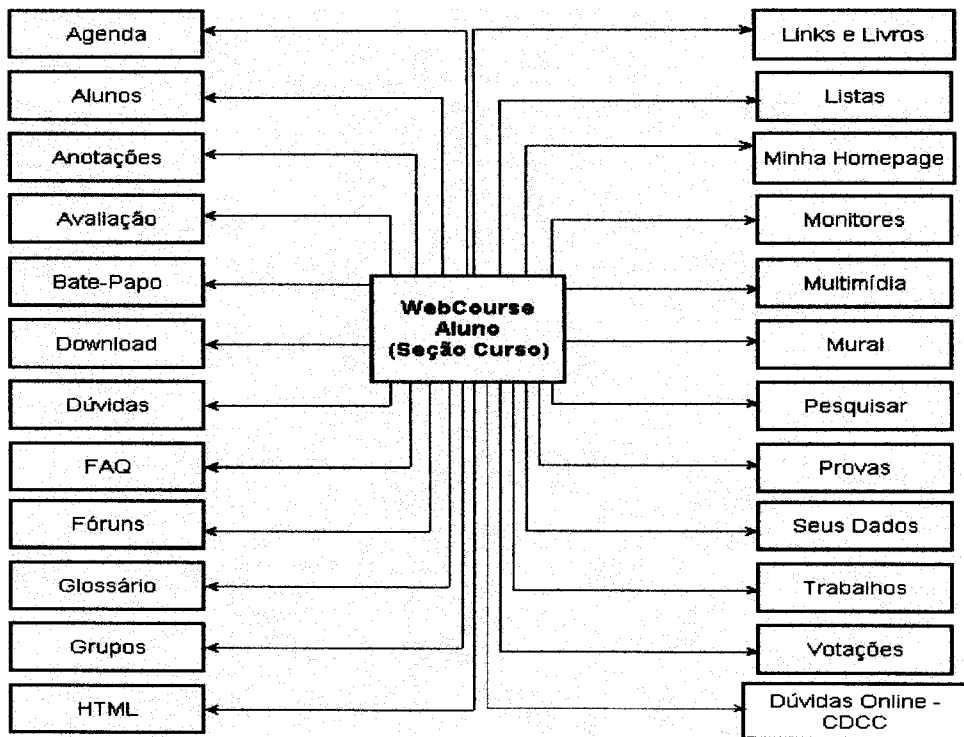 Agenda
Alunos
Anotações
Avaliação
Bate-Papo
Download
Dúvidas
FAQ
Fóruns
Glossário
Grupos
HTML
WebCourse
Aluno
(Seção Curso)
Links e Livros
Listas
Minha Homepage
Monitores
Multimídia
Mural
Pesquisar
Provas
Seus Dados
Trabalhos
Votações
Dúvidas Online -
CDCC